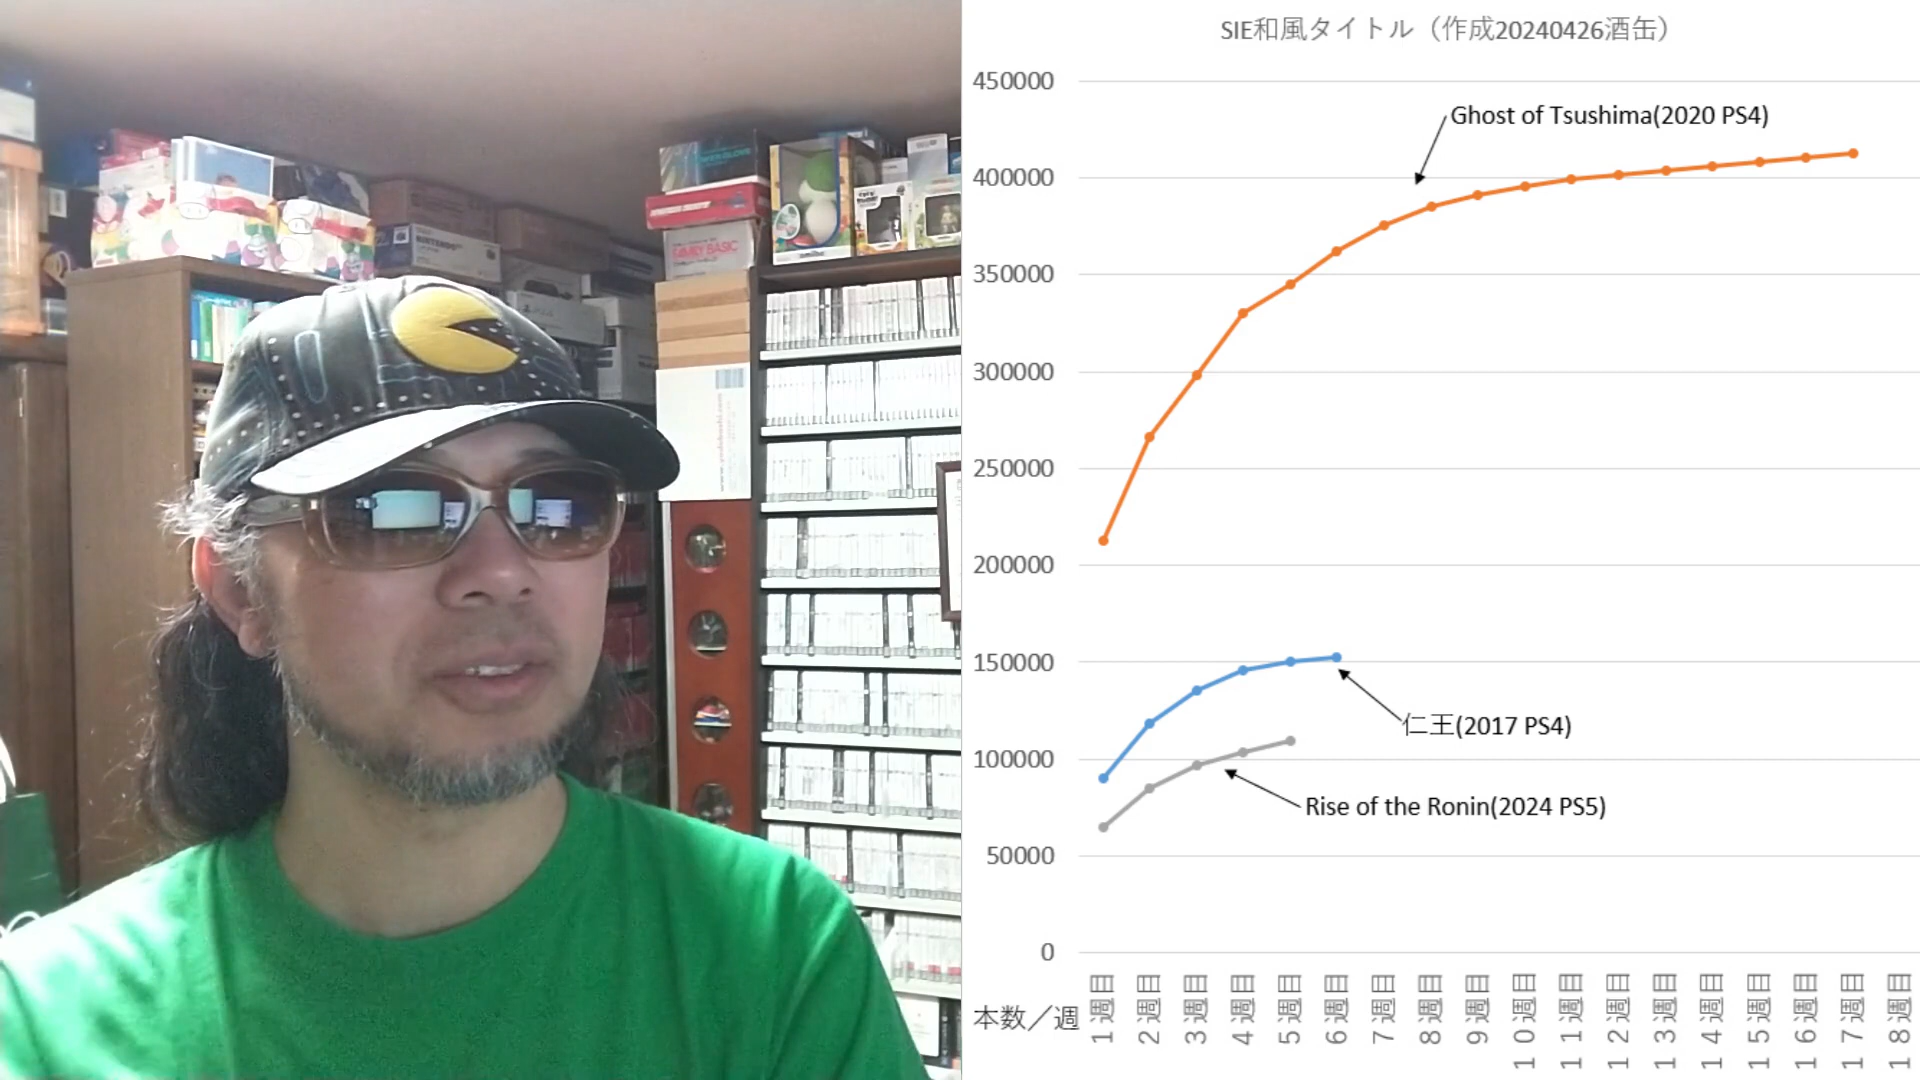 SIE和風タイトル（作成20240426酒缶）
450000
400000
350000
300000
250000
200000
150000
100000
50000
0
Ghost of Tsushima(2020 PS4)
仁王(2017 PS4)
Rise of the Ronin(2024 PS5)
本数／週
1週目
2週目
3週目
4週目
5週目
6週目
7週目
8週目
9週目
10週目
11週目
12週目
13週目
14週目
15週目
16週目
17週目
18週目
FAMILY BASIC
NINTENDO
amiibo